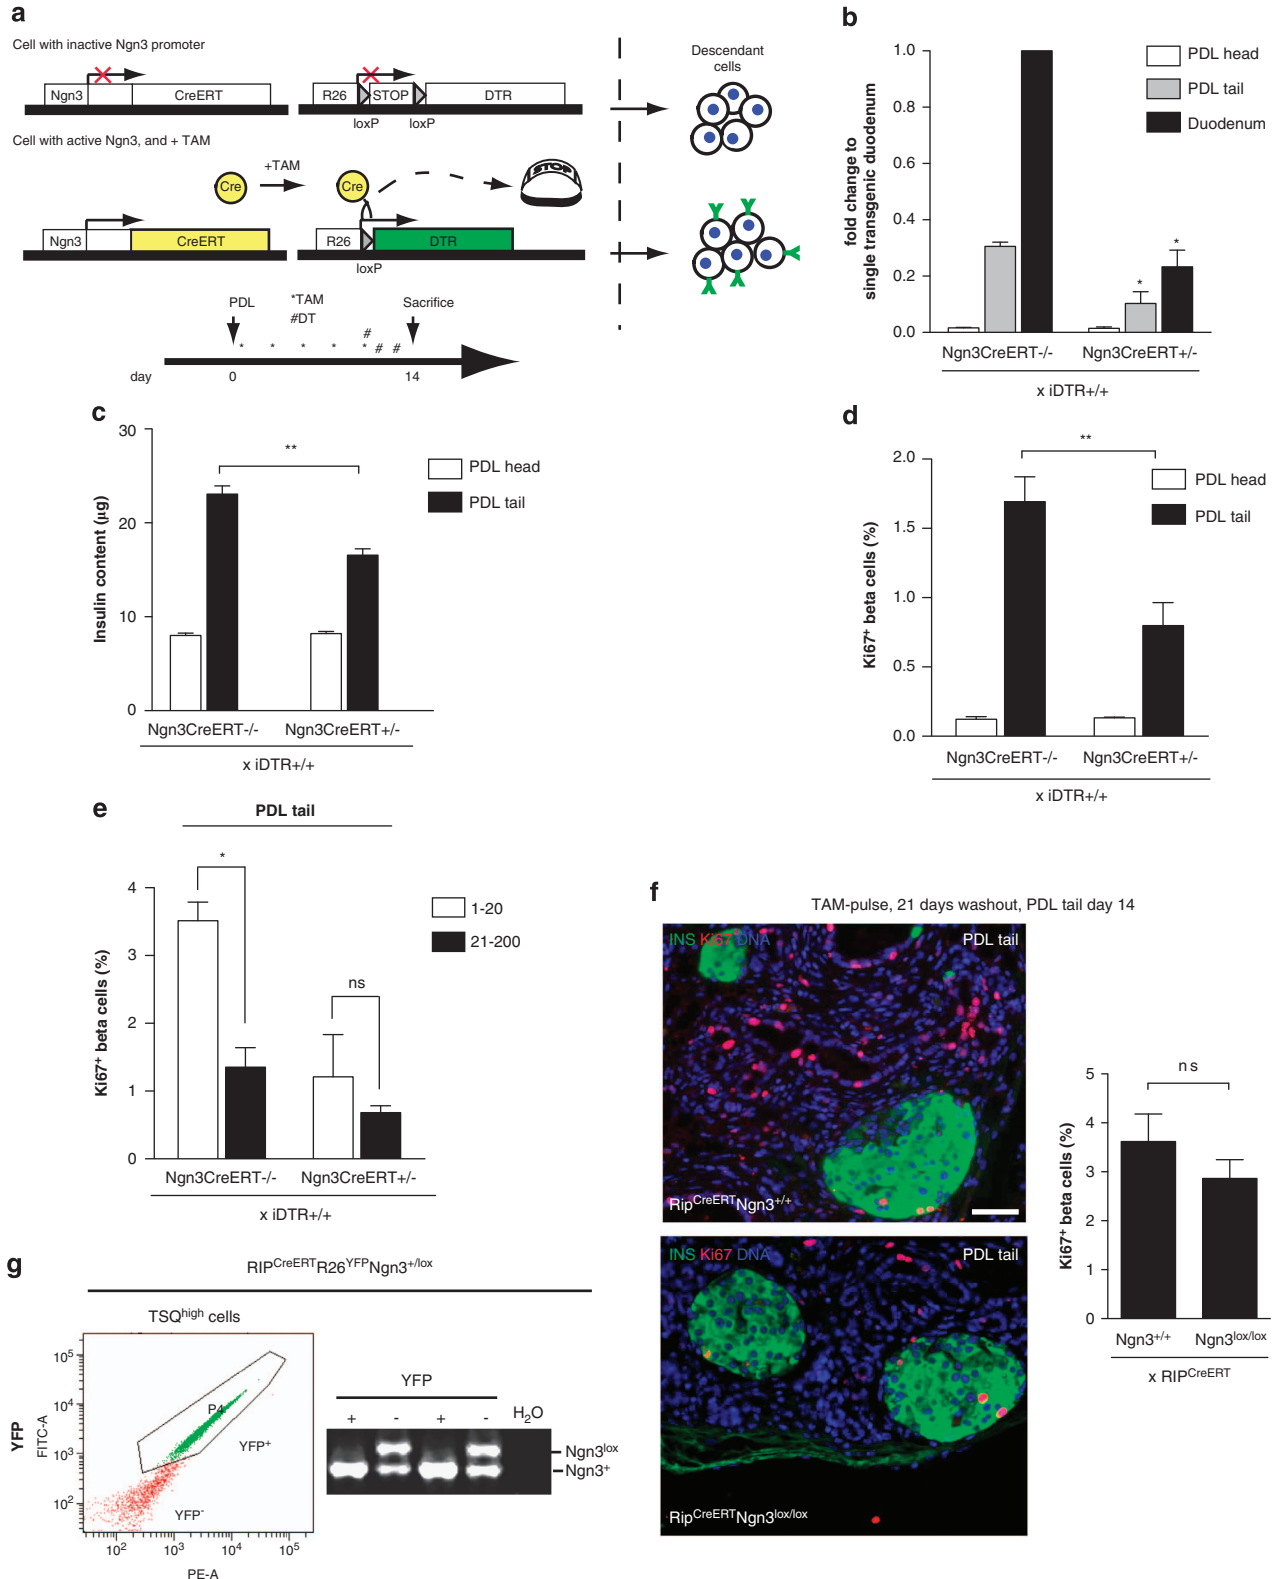 a
Cell with inactive Ngn3 promoter
Ngn3
CreERT
R26
STOP
DTR
loxP
loxP
Cell with active Ngn3, and + TAM
Cre
+TAM
Cre
STOP
Ngn3
CreERT
R26
DTR
loxP
Descendant
cells
PDL
*TAM
#DT
Sacrifice
* * * * * # # #
day
0
14
b
fold change to
single transgenic duodenum
1.0
0.8
0.6
0.4
0.2
0.0
PDL head
PDL tail
Duodenum
*
*
Ngn3CreERT-/-
Ngn3CreERT+/-
x iDTR+/+
c
Insulin content (µg)
30
20
10
0
**
PDL head
PDL tail
Ngn3CreERT-/-
Ngn3CreERT+/-
x iDTR+/+
d
Ki67+ beta cells (%)
2.0
1.5
1.0
0.5
0.0
**
PDL head
PDL tail
Ngn3CreERT-/-
Ngn3CreERT+/-
x iDTR+/+
e
PDL tail
Ki67+ beta cells (%)
4
3
2
1
0
*
ns
1-20
21-200
Ngn3CreERT-/-
Ngn3CreERT+/-
x iDTR+/+
f
TAM-pulse, 21 days washout, PDL tail day 14
INS Ki67 DNA
PDL tail
RipCreERTNgn3+/+
INS Ki67 DNA
PDL tail
RipCreERTNgn3lox/lox
Ki67+ beta cells (%)
5
4
3
2
1
0
ns
Ngn3+/+
Ngn3lox/lox
x RIPCreERT
g
RIPCreERTR26YFPNgn3+/lox
TSQhigh cells
YFP
FITC-A
10^5
10^4
10^3
10^2
P4
YFP+
YFP-
10^2
10^3
10^4
10^5
PE-A
YFP
+ - + - H2O
Ngn3lox
Ngn3+